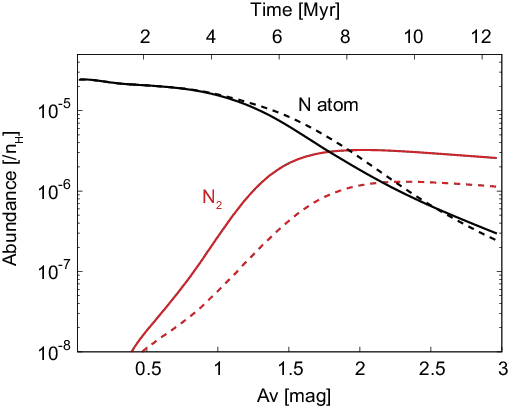 Time [Myr]
2 4 6 8 10 12
Abundance [/n_H]
10^-5
10^-6
10^-7
10^-8
N atom
N_2
0.5 1 1.5 2 2.5 3
Av [mag]